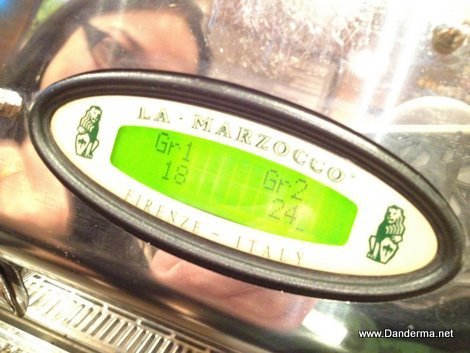 LA · MARZOCCO
Gr1 Gr2
18 24
FIRENZE - ITALY
www.Danderma.net